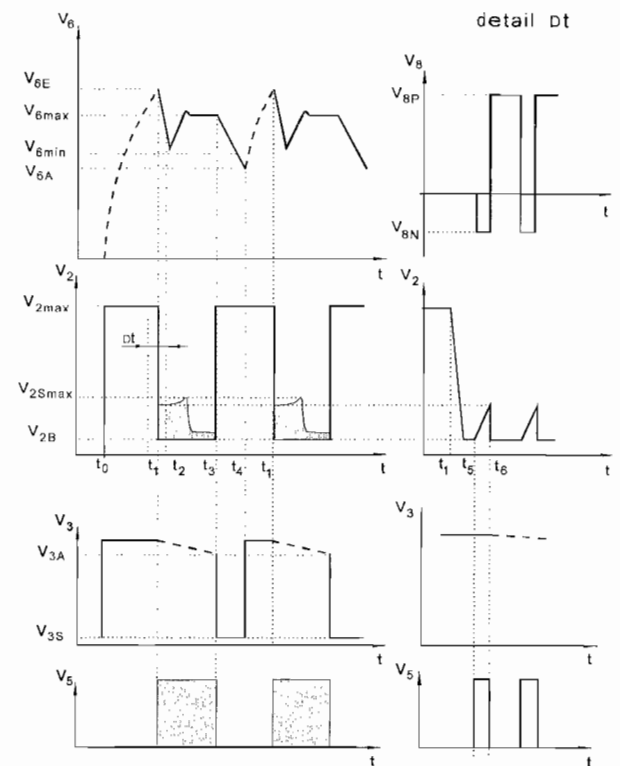 detail Dt
V6
V6E
V6max
V6min
V6A
t
V8
V8P
V8N
t
V2
V2max
Dt
V2Smax
V2B
t0 t1 t2 t3 t4 t1 t
V2
t1 t5 t6 t
V3
V3A
V3S
t
V3
t
V5
t
V5
t